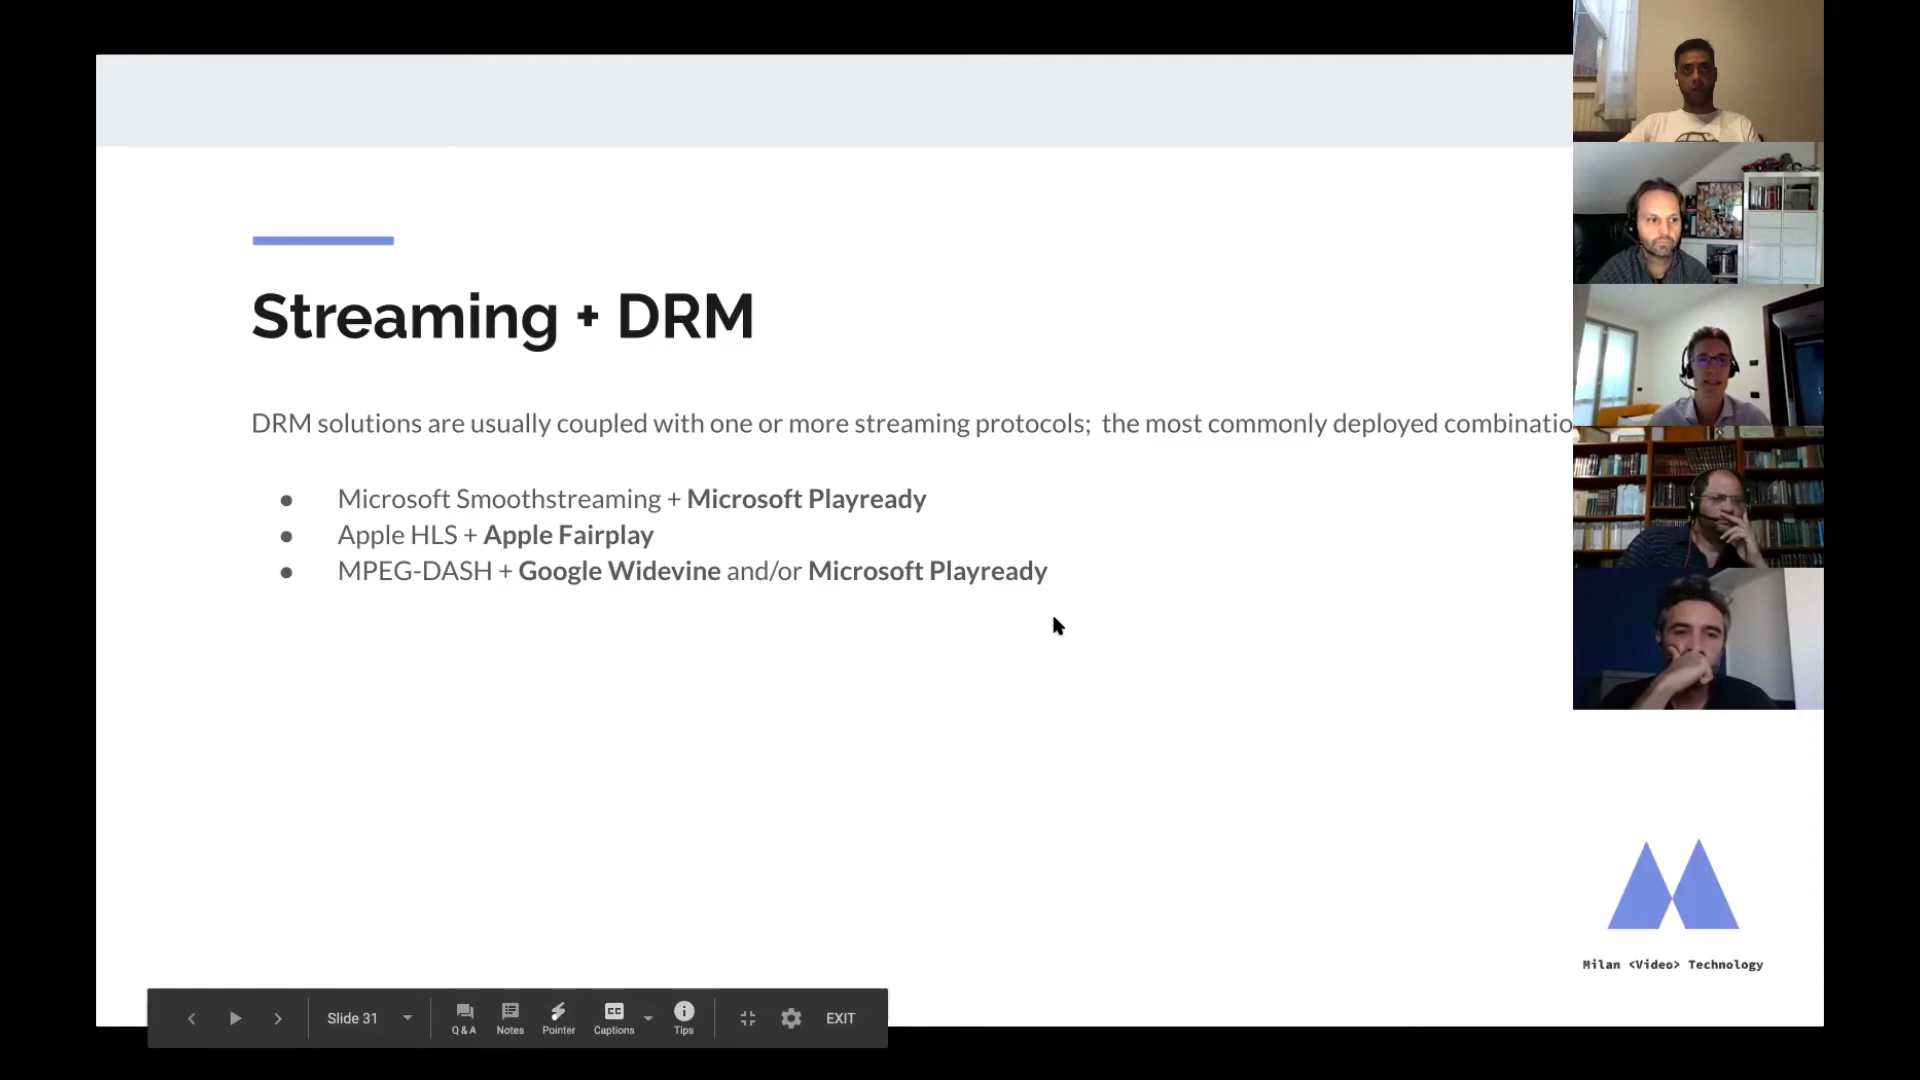 Streaming + DRM
DRM solutions are usually coupled with one or more streaming protocols;  the most commonly deployed combinatio
● Microsoft Smoothstreaming + Microsoft Playready
● Apple HLS + Apple Fairplay
● MPEG-DASH + Google Widevine and/or Microsoft Playready
Milan <Video> Technology
Slide 31
Q & A
Notes
Pointer
CC
Captions
Tips
EXIT